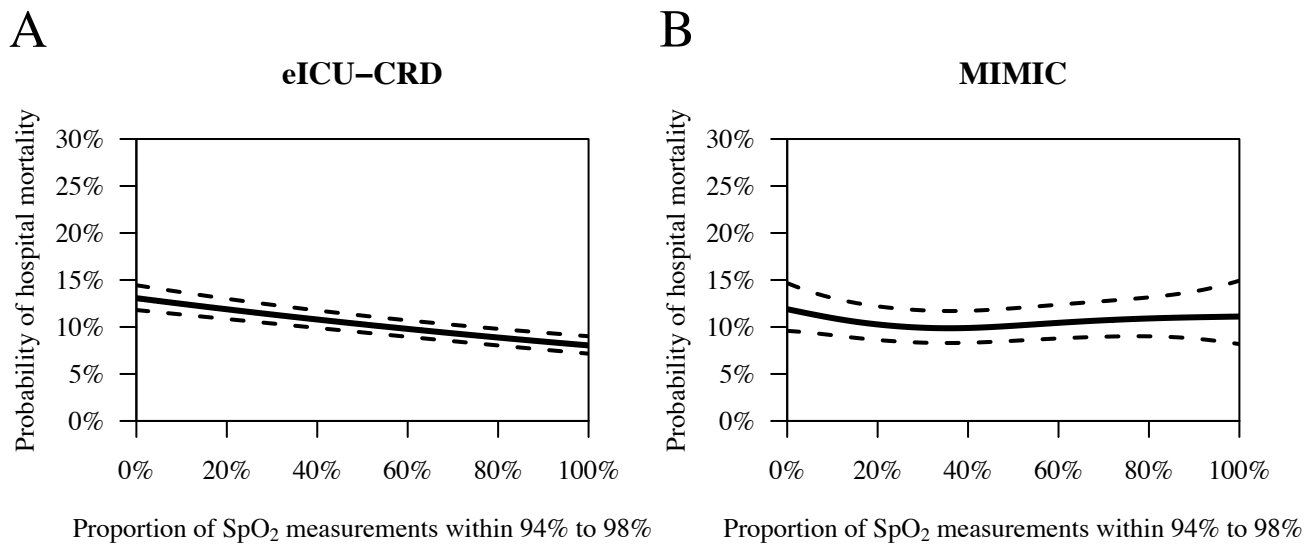 A
eICU–CRD
Probability of hospital mortality
30%
25%
20%
15%
10%
5%
0%
0% 20% 40% 60% 80% 100%
Proportion of SpO₂ measurements within 94% to 98%
B
MIMIC
Probability of hospital mortality
30%
25%
20%
15%
10%
5%
0%
0% 20% 40% 60% 80% 100%
Proportion of SpO₂ measurements within 94% to 98%